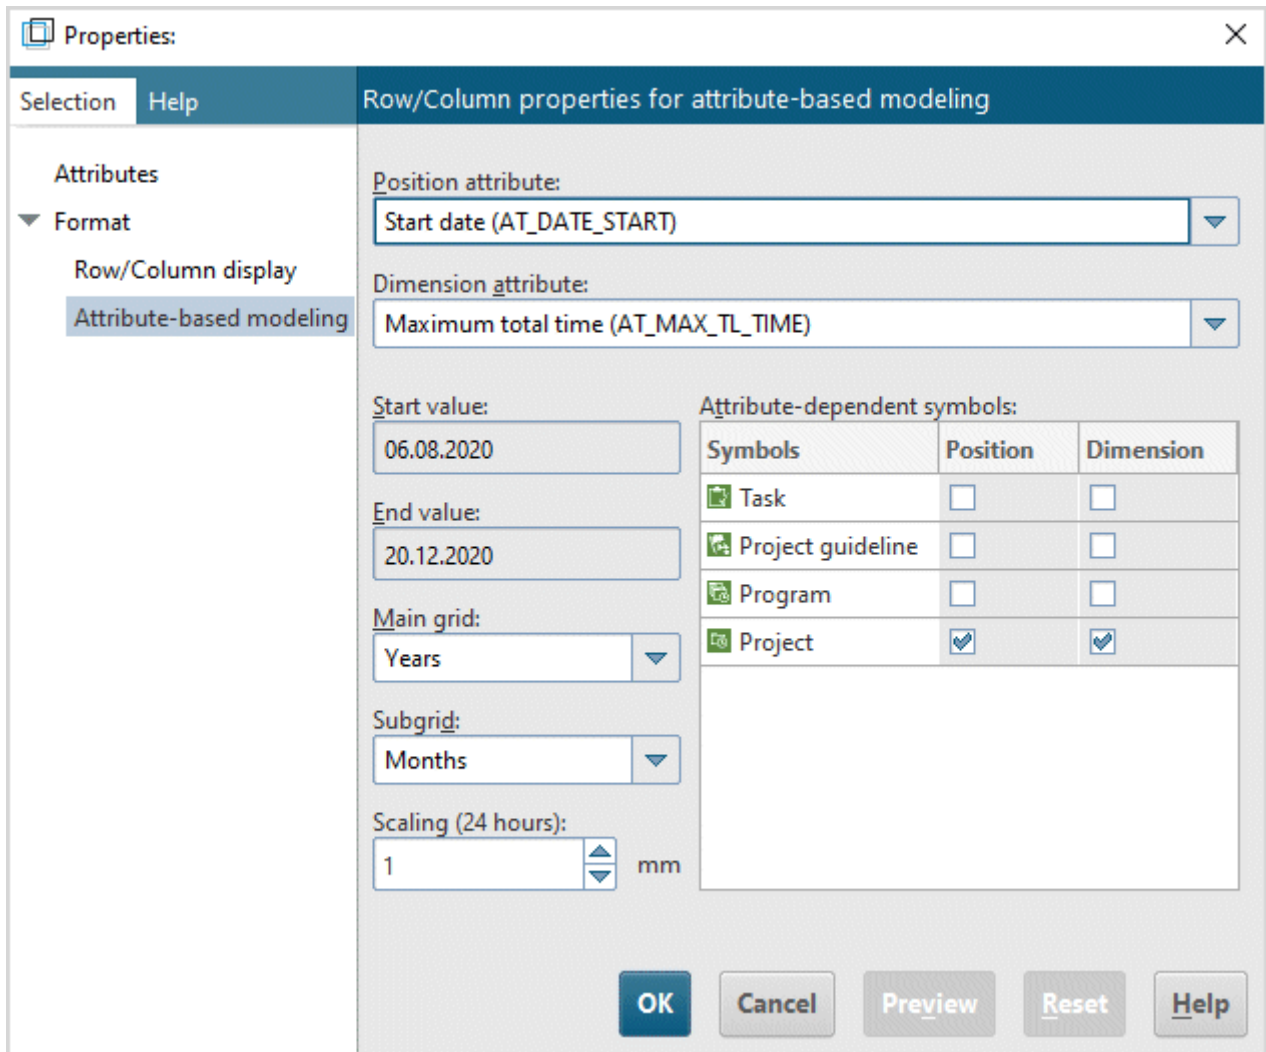 Properties:
Selection
Help
Row/Column properties for attribute-based modeling
Attributes
Format
Row/Column display
Attribute-based modeling
Position attribute:
Start date (AT_DATE_START)
Dimension attribute:
Maximum total time (AT_MAX_TL_TIME)
Start value:
06.08.2020
End value:
20.12.2020
Main grid:
Years
Subgrid:
Months
Scaling (24 hours):
1 mm
Attribute-dependent symbols:
Symbols Position Dimension
Task
Project guideline
Program
Project
OK Cancel Preview Reset Help